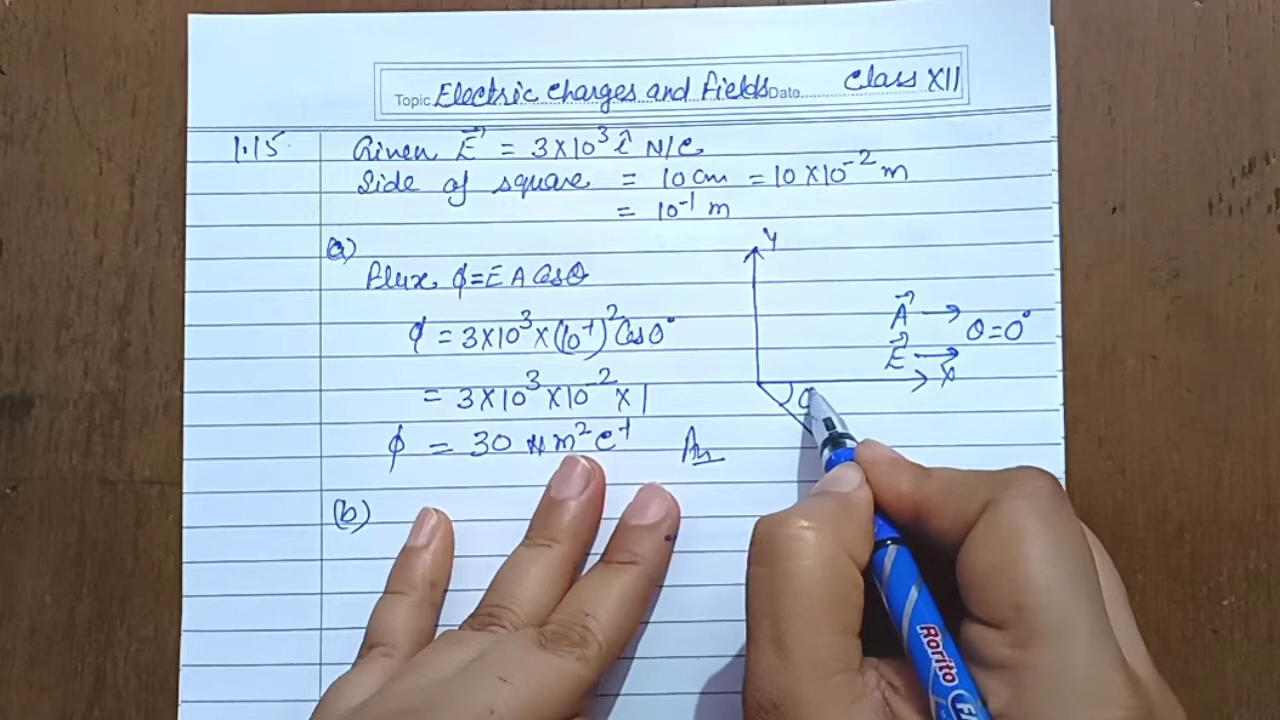 Topic Electric charges and Fields Date Class XII
1.15. Given E⃗ = 3×10³ î N/C
Side of square = 10 cm = 10×10⁻² m
= 10⁻¹ m
(a)
Flux, ϕ = E A Cosθ
ϕ = 3×10³×(10⁻¹)² Cos 0°
= 3×10³×10⁻²×1
ϕ = 30 N m² C⁻¹ Ans
(b)
Y
A⃗ →
θ=0°
E⃗ →
X
Rorito